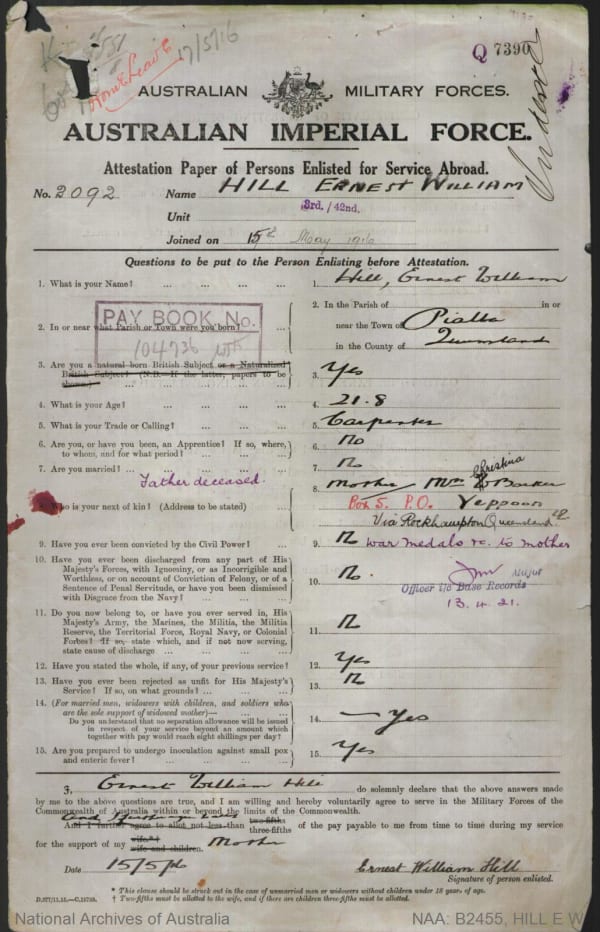 17/5/16
Home Leave
Q 7390
AUSTRALIAN MILITARY FORCES.
AUSTRALIAN IMPERIAL FORCE.
Attestation Paper of Persons Enlisted for Service Abroad.
No. 2092 Name HILL ERNEST WILLIAM
Unit 3rd. / 42nd.
Joined on 15th May 1916
Questions to be put to the Person Enlisting before Attestation.
1. What is your Name? ... ... ... ... 1. Hill, Ernest William
2. In or near what Parish or Town were you born? ... 2. In the Parish of in or
near the Town of Pialba
in the County of Queensland
PAY BOOK No.
104736
3. Are you a natural born British Subject or a Naturalized
British Subject? (N.B.—If the latter, papers to be
shown.) 3. Yes
4. What is your Age? ... ... ... ... 4. 21.8
5. What is your Trade or Calling? ... ... ... 5. Carpenter
6. Are you, or have you been, an Apprentice? If so, where,
to whom, and for what period? ... ... ... 6. No
7. Are you married? ... ... ... ... 7. N
Father deceased.
8. Who is your next of kin? (Address to be stated) ... 8. Mother Mrs Christina Barker
Box 5. P.O. Yeppoon
Via Rockhampton Queensland
9. Have you ever been convicted by the Civil Power? ... 9. N
war medals &c. to mother
10. Have you ever been discharged from any part of His
Majesty's Forces, with Ignominy, or as Incorrigible and
Worthless, or on account of Conviction of Felony, or of a
Sentence of Penal Servitude, or have you been dismissed
with Disgrace from the Navy? ... ... ... 10. No.
Major
Officer i/c Base Records
13.4.21.
11. Do you now belong to, or have you ever served in, His
Majesty's Army, the Marines, the Militia, the Militia
Reserve, the Territorial Force, Royal Navy, or Colonial
Forces? If so, state which, and if not now serving,
state cause of discharge ... ... ... 11. N
12. Have you stated the whole, if any, of your previous service? 12. Yes
13. Have you ever been rejected as unfit for His Majesty's
Service? If so, on what grounds? ... ... ... 13. N
14. (For married men, widowers with children, and soldiers who
are the sole support of widowed mother)—
Do you understand that no separation allowance will be issued
in respect of your service beyond an amount which
together with pay would reach eight shillings per day? 14. — Yes
15. Are you prepared to undergo inoculation against small pox
and enteric fever? ... ... ... ... 15. Yes
I, Ernest William Hill do solemnly declare that the above answers made
by me to the above questions are true, and I am willing and hereby voluntarily agree to serve in the Military Forces of the
Commonwealth of Australia within or beyond the limits of the Commonwealth.
And I further agree to allot not less than two-fifths
three-fifths of the pay payable to me from time to time during my service
for the support of my wife*†
wife and children. Mother
Date 15/5/16 Ernest William Hill
Signature of person enlisted.
* This clause should be struck out in the case of unmarried men or widowers without children under 18 years of age.
† Two-fifths must be allotted to the wife, and if there are children three-fifths must be allotted.
National Archives of Australia NAA: B2455, HILL E W